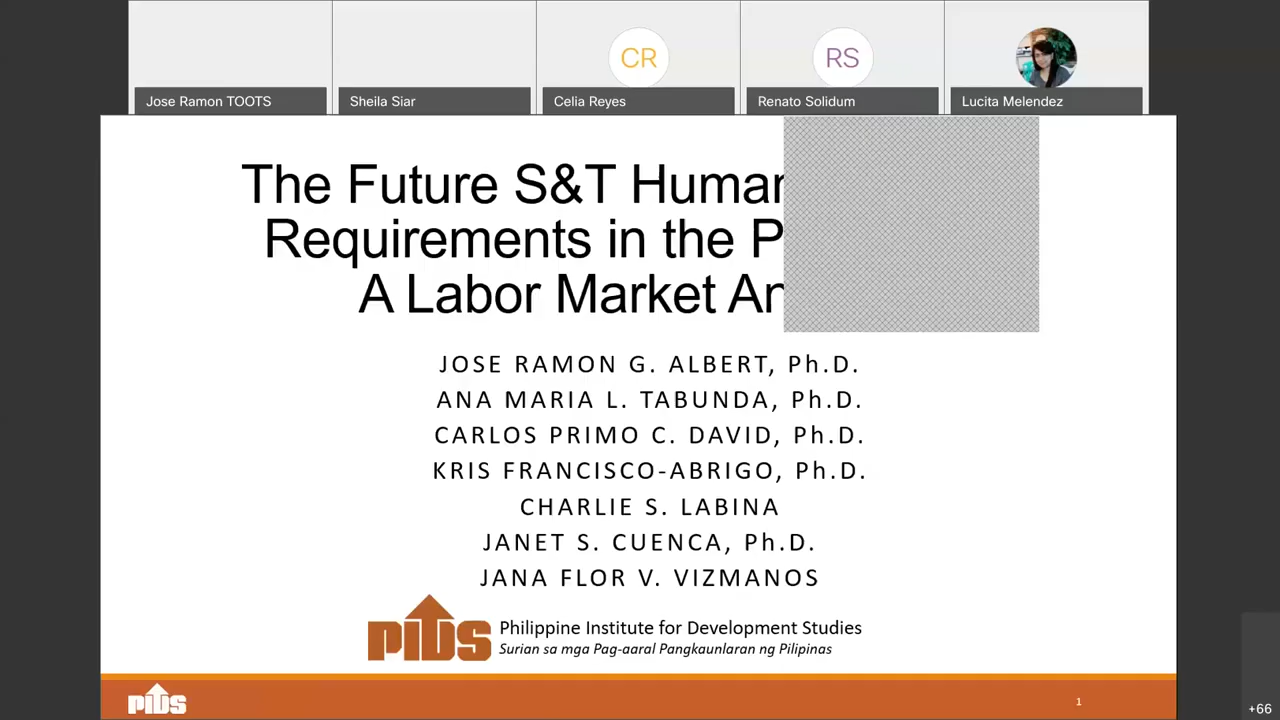 CR
RS
Jose Ramon TOOTS
Sheila Siar
Celia Reyes
Renato Solidum
Lucita Melendez
The Future S&T Human
Requirements in the P
A Labor Market An
JOSE RAMON G. ALBERT, Ph.D.
ANA MARIA L. TABUNDA, Ph.D.
CARLOS PRIMO C. DAVID, Ph.D.
KRIS FRANCISCO-ABRIGO, Ph.D.
CHARLIE S. LABINA
JANET S. CUENCA, Ph.D.
JANA FLOR V. VIZMANOS
PIDS
Philippine Institute for Development Studies
Surian sa mga Pag-aaral Pangkaunlaran ng Pilipinas
PIDS
1
+66